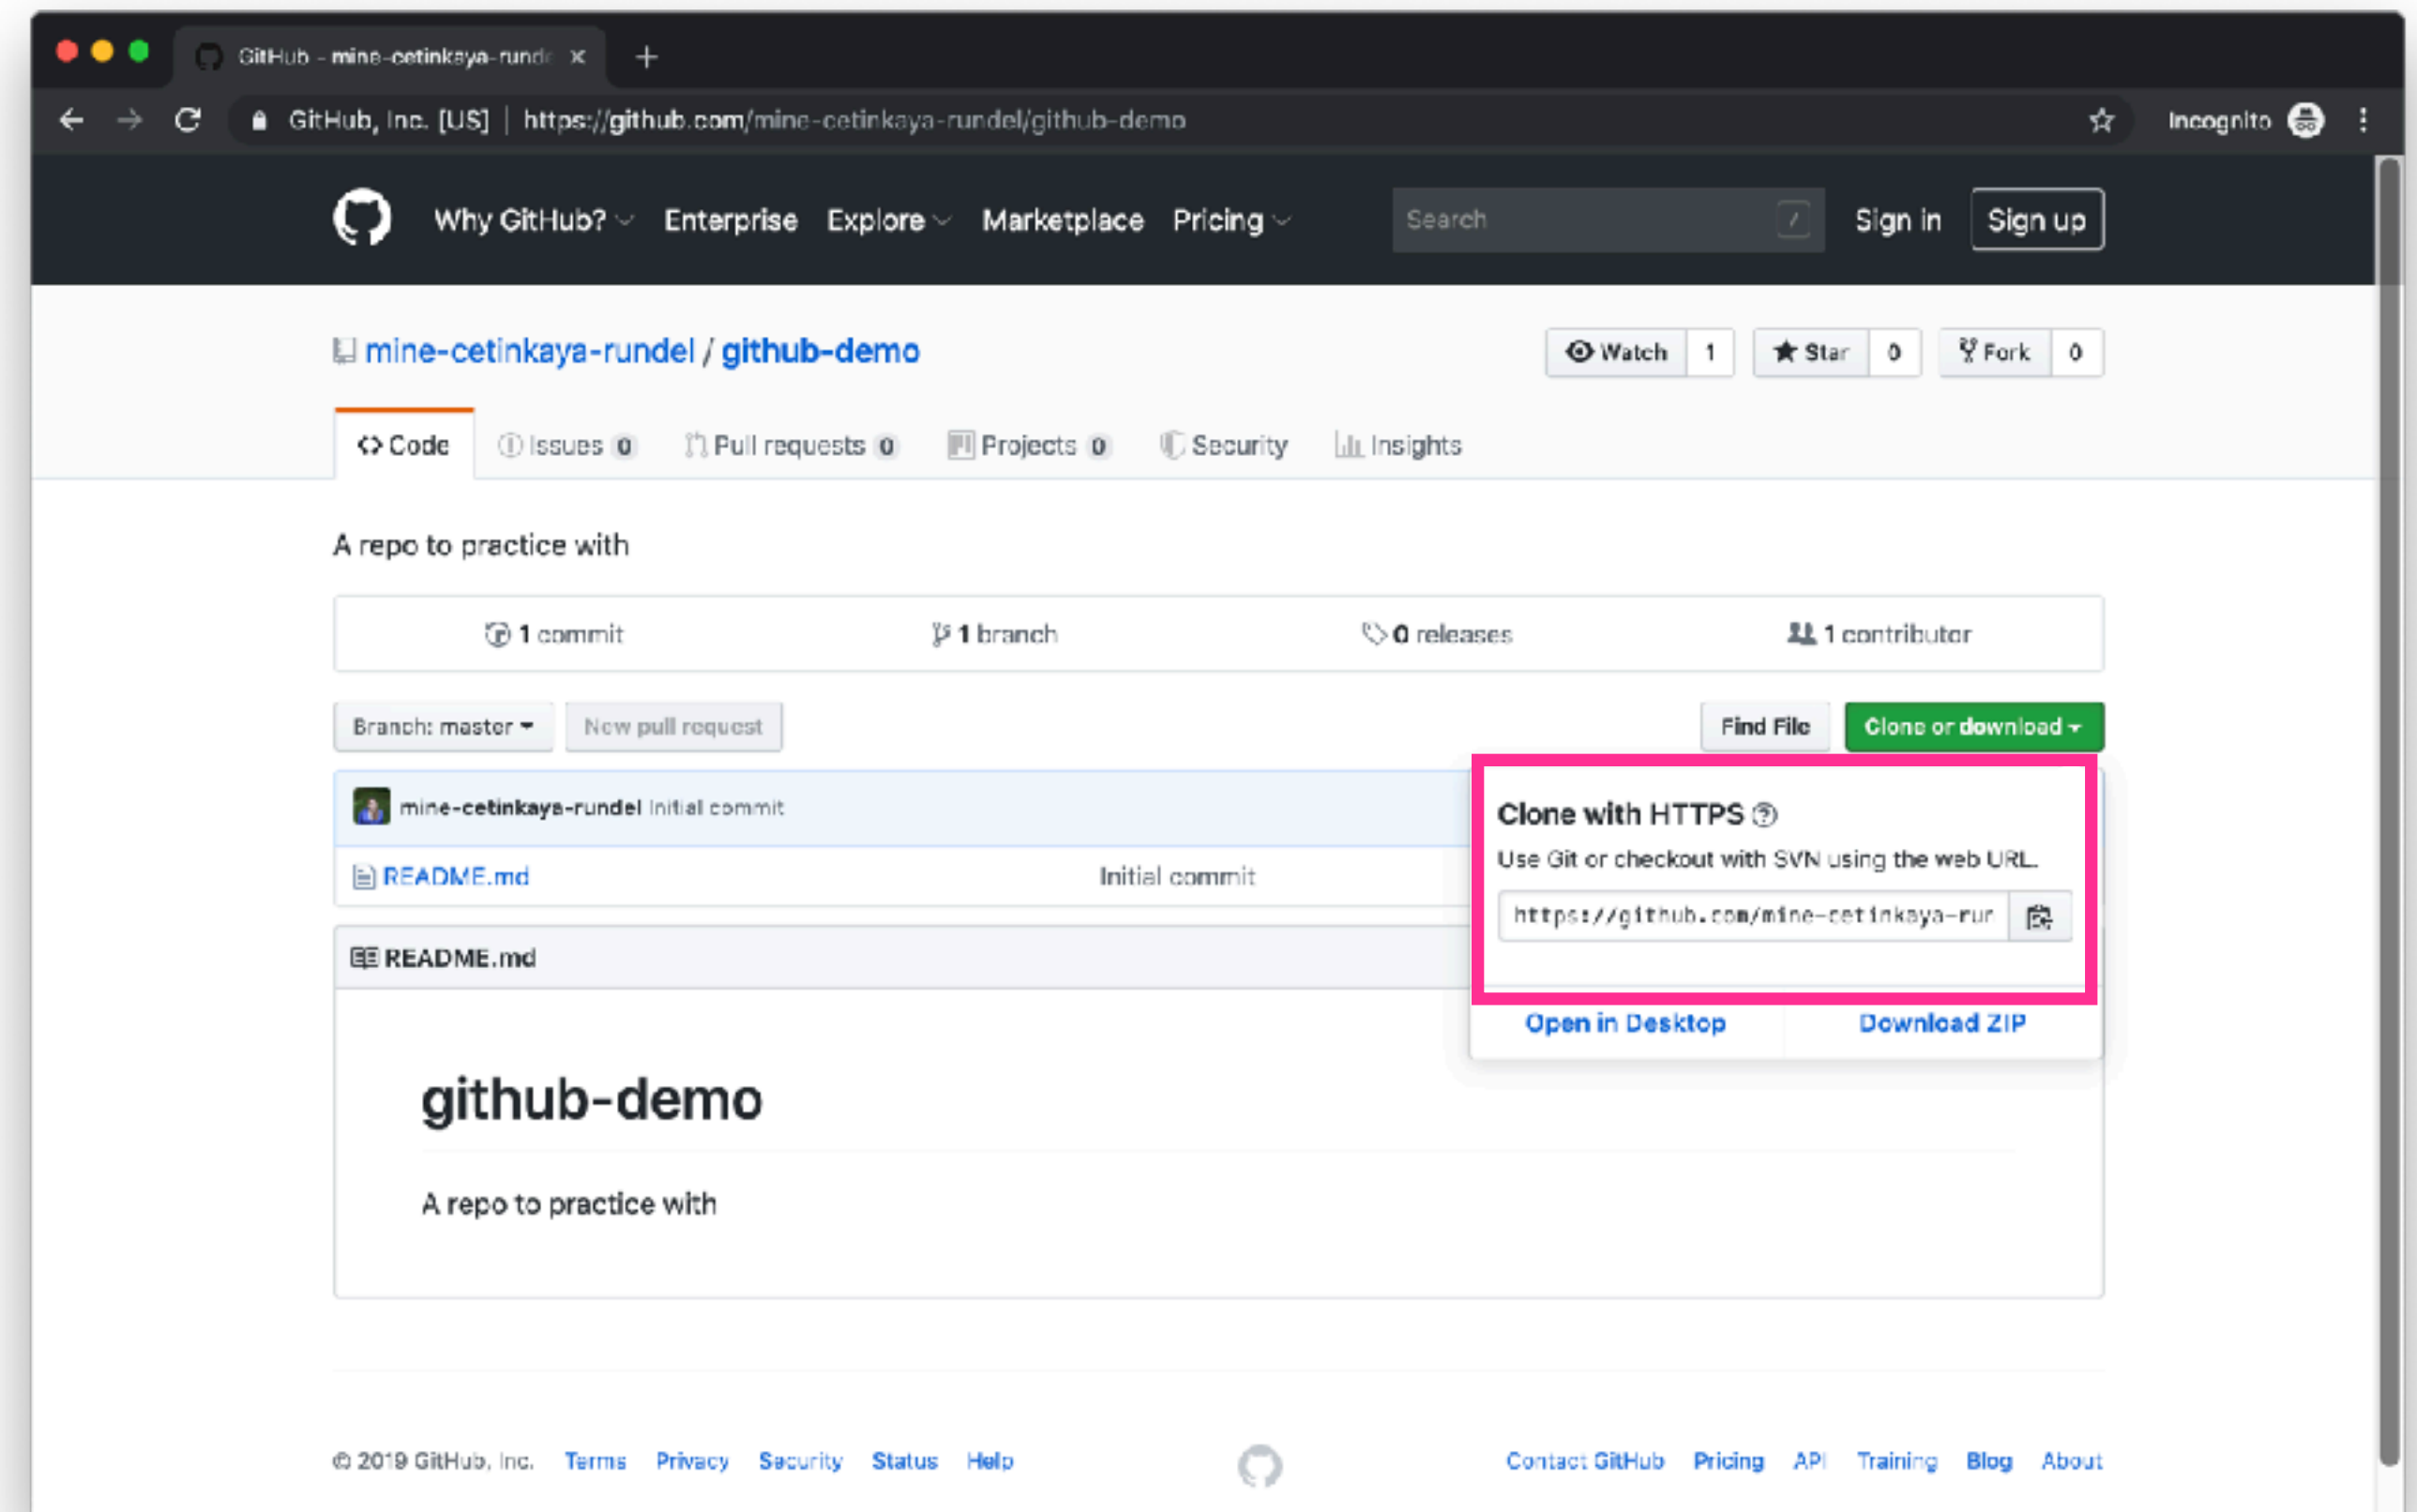 GitHub - mine-cetinkaya-runde
GitHub, Inc. [US] | https://github.com/mine-cetinkaya-rundel/github-demo
Incognito
Why GitHub? Enterprise Explore Marketplace Pricing Search / Sign in Sign up
mine-cetinkaya-rundel / github-demo
Watch 1 Star 0 Fork 0
Code Issues 0 Pull requests 0 Projects 0 Security Insights
A repo to practice with
1 commit 1 branch 0 releases 1 contributor
Branch: master New pull request Find File Clone or download
mine-cetinkaya-rundel Initial commit
README.md Initial commit
Clone with HTTPS ?
Use Git or checkout with SVN using the web URL.
https://github.com/mine-cetinkaya-rur
Open in Desktop Download ZIP
README.md
github-demo
A repo to practice with
© 2019 GitHub, Inc. Terms Privacy Security Status Help Contact GitHub Pricing API Training Blog About